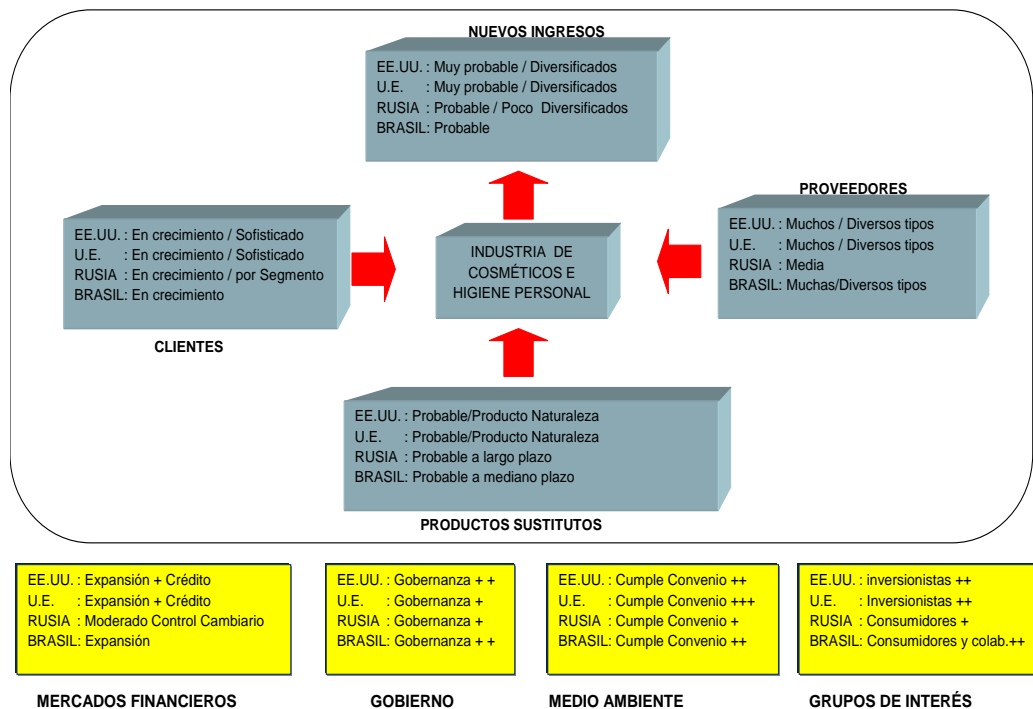 NUEVOS INGRESOS
EE.UU. : Muy probable / Diversificados
U.E. : Muy probable / Diversificados
RUSIA : Probable / Poco Diversificados
BRASIL: Probable
CLIENTES
EE.UU. : En crecimiento / Sofisticado
U.E. : En crecimiento / Sofisticado
RUSIA : En crecimiento / por Segmento
BRASIL: En crecimiento
INDUSTRIA DE
COSMÉTICOS E
HIGIENE PERSONAL
PROVEEDORES
EE.UU. : Muchos / Diversos tipos
U.E. : Muchos / Diversos tipos
RUSIA : Media
BRASIL: Muchas/Diversos tipos
EE.UU. : Probable/Producto Naturaleza
U.E. : Probable/Producto Naturaleza
RUSIA : Probable a largo plazo
BRASIL: Probable a mediano plazo
PRODUCTOS SUSTITUTOS
EE.UU. : Expansión + Crédito
U.E. : Expansión + Crédito
RUSIA : Moderado Control Cambiario
BRASIL: Expansión
MERCADOS FINANCIEROS
EE.UU. : Gobernanza + +
U.E. : Gobernanza +
RUSIA : Gobernanza +
BRASIL: Gobernanza + +
GOBIERNO
EE.UU. : Cumple Convenio ++
U.E. : Cumple Convenio +++
RUSIA : Cumple Convenio +
BRASIL: Cumple Convenio ++
MEDIO AMBIENTE
EE.UU. : inversionistas ++
U.E. : Inversionistas ++
RUSIA : Consumidores +
BRASIL: Consumidores y colab.++
GRUPOS DE INTERÉS